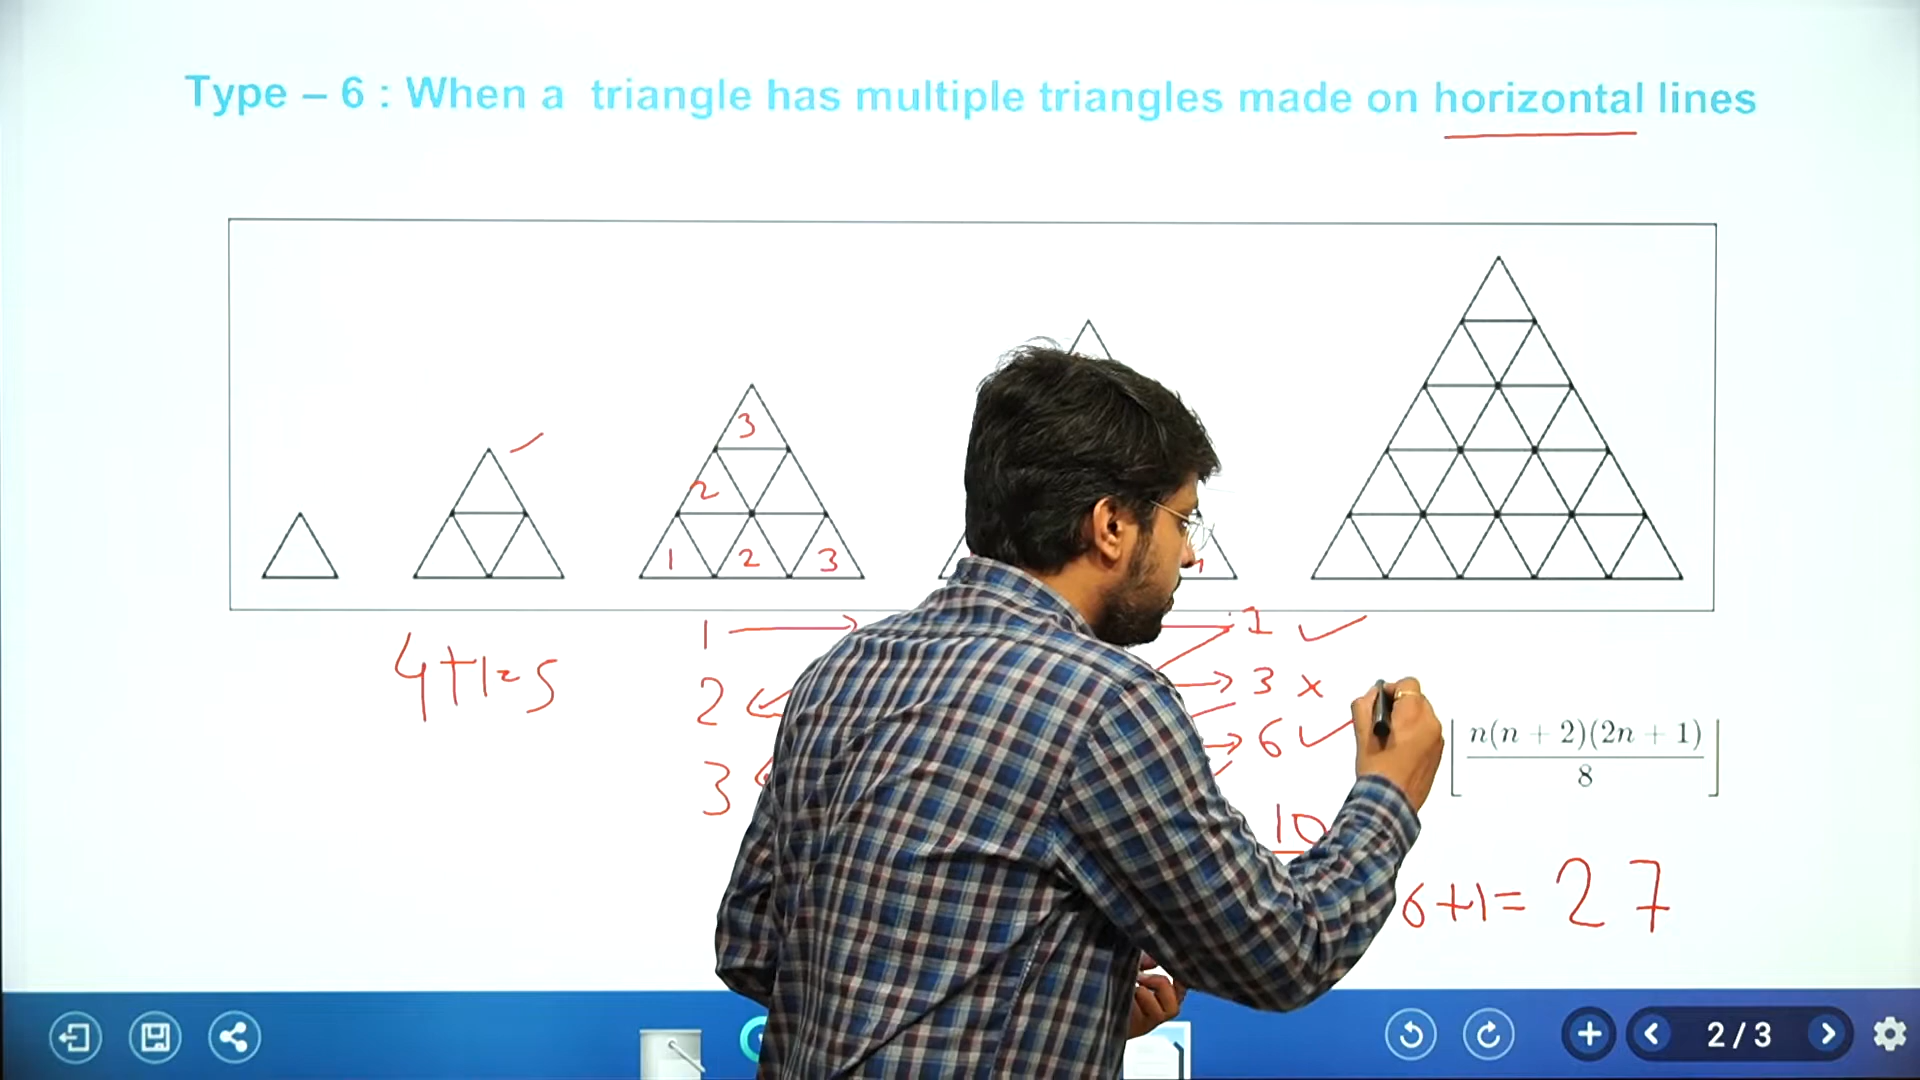 Type – 6 : When a triangle has multiple triangles made on horizontal lines
3
2
1 2 3
4+1=5
1
2
3
1 ✓
3 x
6 ✓
10
⌊n(n + 2)(2n + 1)/8⌋
6+1= 27
2 / 3